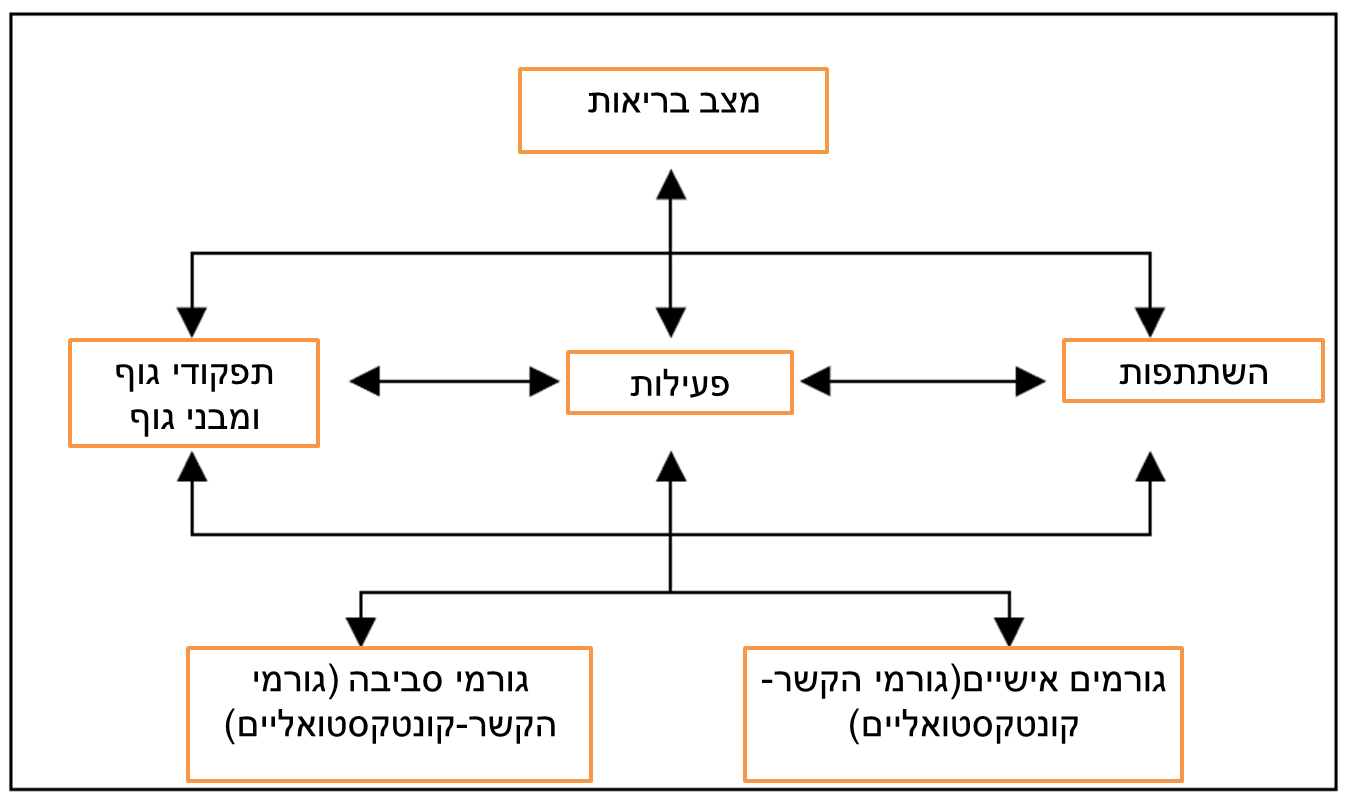 מצב בריאות
השתתפות
פעילות
תפקודי גוף
ומבני גוף
גורמים אישיים(גורמי הקשר-
קונטקסטואליים)
גורמי סביבה (גורמי
הקשר-קונטקסטואליים)